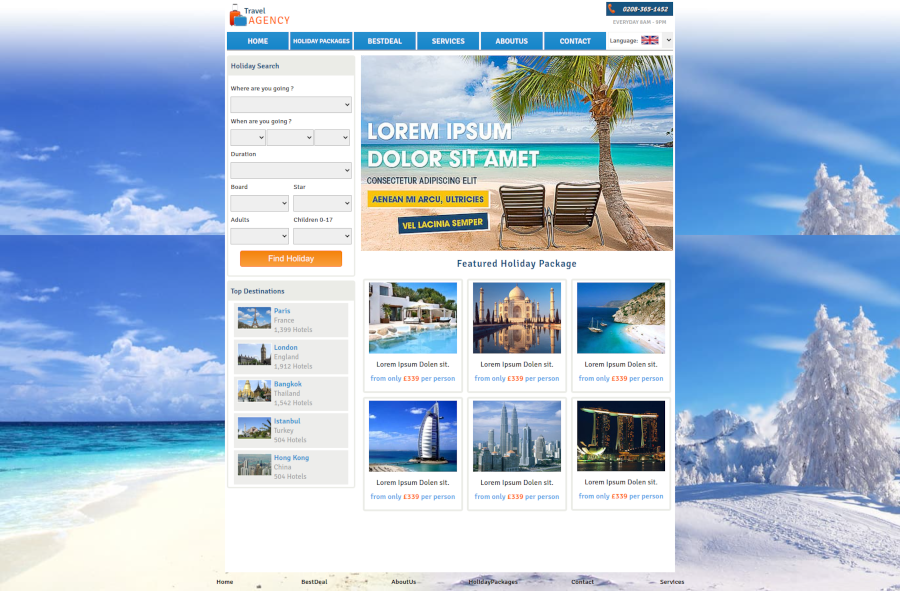 Travel
AGENCY
0208-365-1452
EVERYDAY 8AM - 9PM
HOME
HOLIDAY PACKAGES
BESTDEAL
SERVICES
ABOUTUS
CONTACT
Language:
Holiday Search
Where are you going ?
When are you going ?
Duration
Board
Star
Adults
Children 0-17
Find Holiday
LOREM IPSUM
DOLOR SIT AMET
CONSECTETUR ADIPISCING ELIT
AENEAN MI ARCU, ULTRICIES
VEL LACINIA SEMPER
Featured Holiday Package
Top Destinations
Paris
France
1,399 Hotels
London
England
1,912 Hotels
Bangkok
Thailand
1,542 Hotels
Istanbul
Turkey
504 Hotels
Hong Kong
China
504 Hotels
Lorem Ipsum Dolen sit.
from only £339 per person
Lorem Ipsum Dolen sit.
from only £339 per person
Lorem Ipsum Dolen sit.
from only £339 per person
Lorem Ipsum Dolen sit.
from only £339 per person
Lorem Ipsum Dolen sit.
from only £339 per person
Lorem Ipsum Dolen sit.
from only £339 per person
Home
BestDeal
AboutUs
HolidayPackages
Contact
Services